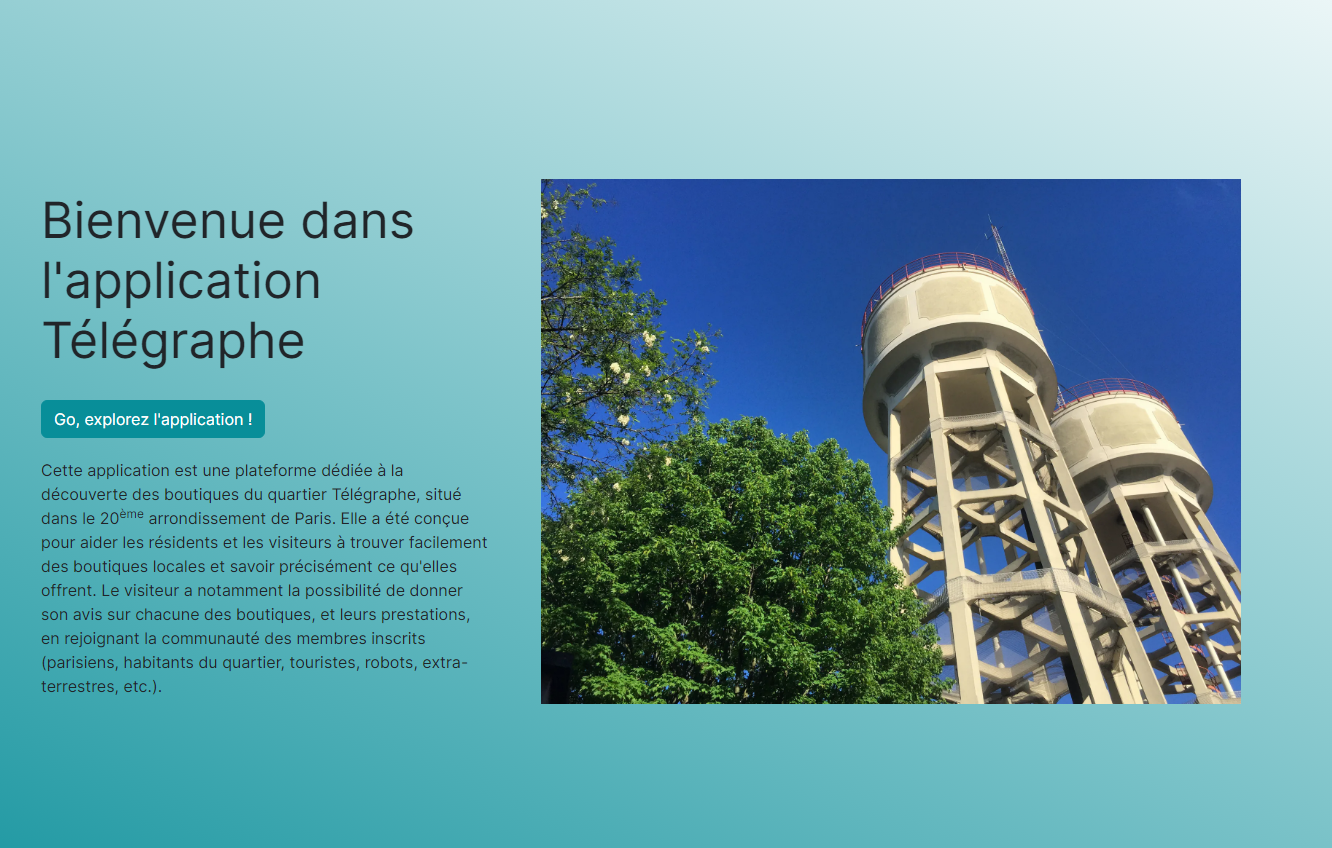 Bienvenue dans
l'application
Télégraphe
Go, explorez l'application !
Cette application est une plateforme dédiée à la
découverte des boutiques du quartier Télégraphe, situé
dans le 20ème arrondissement de Paris. Elle a été conçue
pour aider les résidents et les visiteurs à trouver facilement
des boutiques locales et savoir précisément ce qu'elles
offrent. Le visiteur a notamment la possibilité de donner
son avis sur chacune des boutiques, et leurs prestations,
en rejoignant la communauté des membres inscrits
(parisiens, habitants du quartier, touristes, robots, extra-
terrestres, etc.).